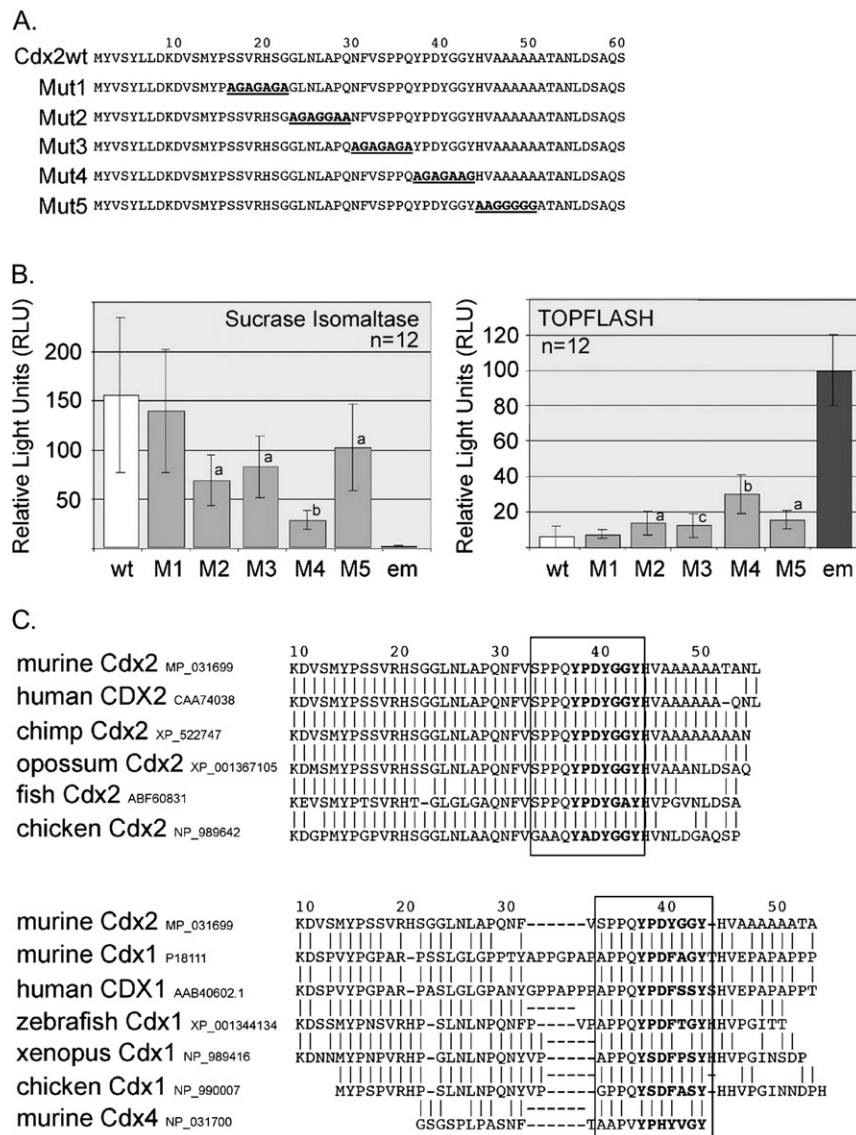 A.
10 20 30 40 50 60
Cdx2wt MYVSYLLDKDVSMYPSSVRHSGGLNLAPQNFVSPPQYPDYGGYHVAAAAAATANLDSAQS
Mut1 MYVSYLLDKDVSMYPAGAGAGAGLNLAPQNFVSPPQYPDYGGYHVAAAAAATANLDSAQS
Mut2 MYVSYLLDKDVSMYPSSVRHSGAGAGGAANFVSPPQYPDYGGYHVAAAAAATANLDSAQS
Mut3 MYVSYLLDKDVSMYPSSVRHSGGLNLAPQAGAGAGAYPDYGGYHVAAAAAATANLDSAQS
Mut4 MYVSYLLDKDVSMYPSSVRHSGGLNLAPQNFVSPPQAGAGAAGHVAAAAAATANLDSAQS
Mut5 MYVSYLLDKDVSMYPSSVRHSGGLNLAPQNFVSPPQYPDYGGYAAGGGGGATANLDSAQS
B.
Relative Light Units (RLU)
200
150
100
50
Sucrase Isomaltase
n=12
a a b a
wt M1 M2 M3 M4 M5 em
Relative Light Units (RLU)
120
100
80
60
40
20
TOPFLASH
n=12
a c b a
wt M1 M2 M3 M4 M5 em
C.
10 20 30 40 50
murine Cdx2 MP_031699 KDVSMYPSSVRHSGGLNLAPQNFVSPPQYPDYGGYHVAAAAAATANL
human CDX2 CAA74038 KDVSMYPSSVRHSGGLNLAPQNFVSPPQYPDYGGYHVAAAAAA-QNL
chimp Cdx2 XP_522747 KDVSMYPSSVRHSGGLNLAPQNFVSPPQYPDYGGYHVAAAAAAAAN
opossum Cdx2 XP_001367105 KDMSMYPSSVRHSSGLNLAPQNFVSPPQYPDYGGYHVAAANLDSAQ
fish Cdx2 ABF60831 KEVSMYPTSVRHT-GLGLGAQNFVSPPQYPDYGAYHVPGVNLDSA
chicken Cdx2 NP_989642 KDGPMYPGPVRHSGGLNLAAQNFVGAAQYADYGGYHVNLDGAQSP
10 20 30 40 50
murine Cdx2 MP_031699 KDVSMYPSSVRHSGGLNLAPQNF------VSPPQYPDYGGY-HVAAAAAATA
murine Cdx1 P18111 KDSPVYPGPAR-PSSLGLGPPTYAPPGPAPAPPQYPDFAGYTHVEPAPAPPP
human CDX1 AAB40602.1 KDSPVYPGPAR-PASLGLGPANYGPPAPPPAPPQYPDFSSYSHVEPAPAPPT
zebrafish Cdx1 XP_001344134 KDSSMYPNSVRHP-SLNLNPQNFP-----VPAPPQYPDFTGYHHVPGITT
xenopus Cdx1 NP_989416 KDNNMYPNPVRHP-GLNLNPQNYVP-----APPQYSDFPSYHHVPGINSDP
chicken Cdx1 NP_990007 MYPSPVRHP-SLNLNPQNYVP-----GPPQYSDFASY-HHVPGINNDPH
murine Cdx4 NP_031700 GSGSPLPASNF------TAAPVYPHYVGY